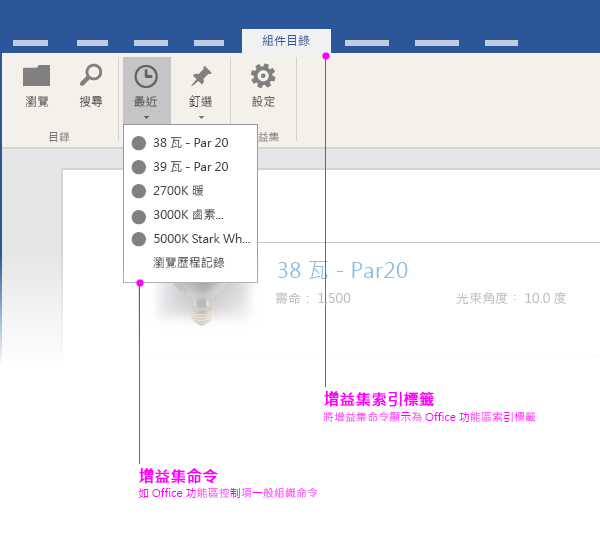 組件目錄
瀏覽
搜尋
最近
釘選
設定
目錄
益集
38 瓦 - Par 20
39 瓦 - Par 20
2700K 暖
3000K 鹵素...
5000K Stark Wh...
瀏覽歷程記錄
38 瓦 - Par20
壽命： 1,500
光束角度： 10.0 度
增益集索引標籤
將增益集命令顯示為 Office 功能區索引標籤
增益集命令
如 Office 功能區控制項一般組織命令